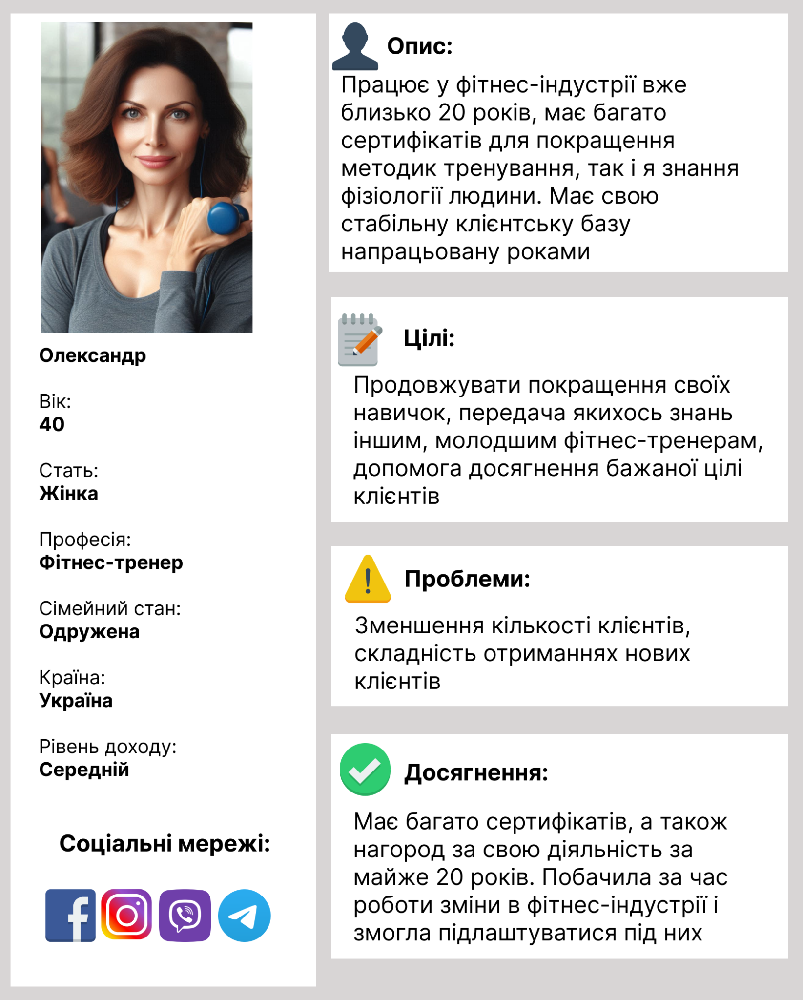 Олександр
Вік:
40
Стать:
Жінка
Професія:
Фітнес-тренер
Сімейний стан:
Одружена
Країна:
Україна
Рівень доходу:
Середній
Соціальні мережі:
Опис:
Працює у фітнес-індустрії вже
близько 20 років, має багато
сертифікатів для покращення
методик тренування, так і я знання
фізіології людини. Має свою
стабільну клієнтську базу
напрацьовану роками
Цілі:
Продовжувати покращення своїх
навичок, передача якихось знань
іншим, молодшим фітнес-тренерам,
допомога досягнення бажаної цілі
клієнтів
Проблеми:
Зменшення кількості клієнтів,
складність отриманнях нових
клієнтів
Досягнення:
Має багато сертифікатів, а також
нагород за свою діяльність за
майже 20 років. Побачила за час
роботи зміни в фітнес-індустрії і
змогла підлаштуватися під них